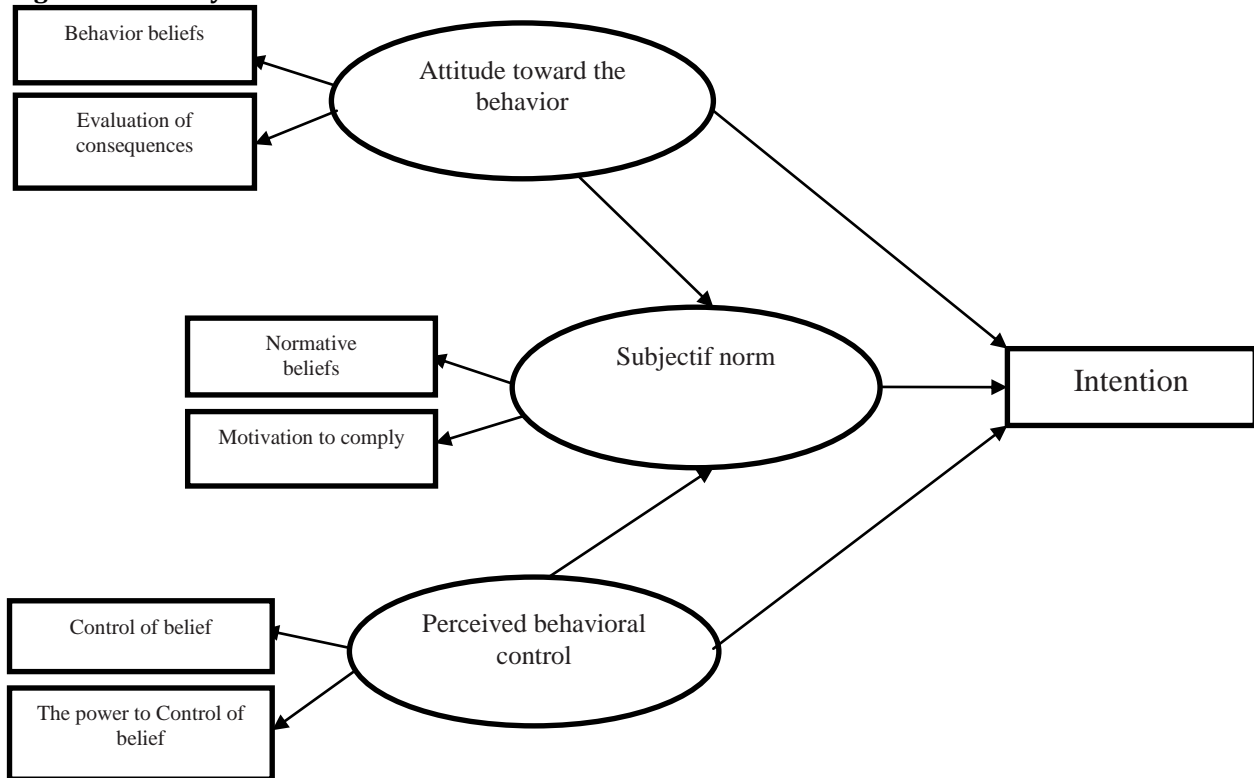 Behavior beliefs
Evaluation of
consequences
Attitude toward the
behavior
Normative
beliefs
Motivation to comply
Subjectif norm
Intention
Control of belief
The power to Control of
belief
Perceived behavioral
control